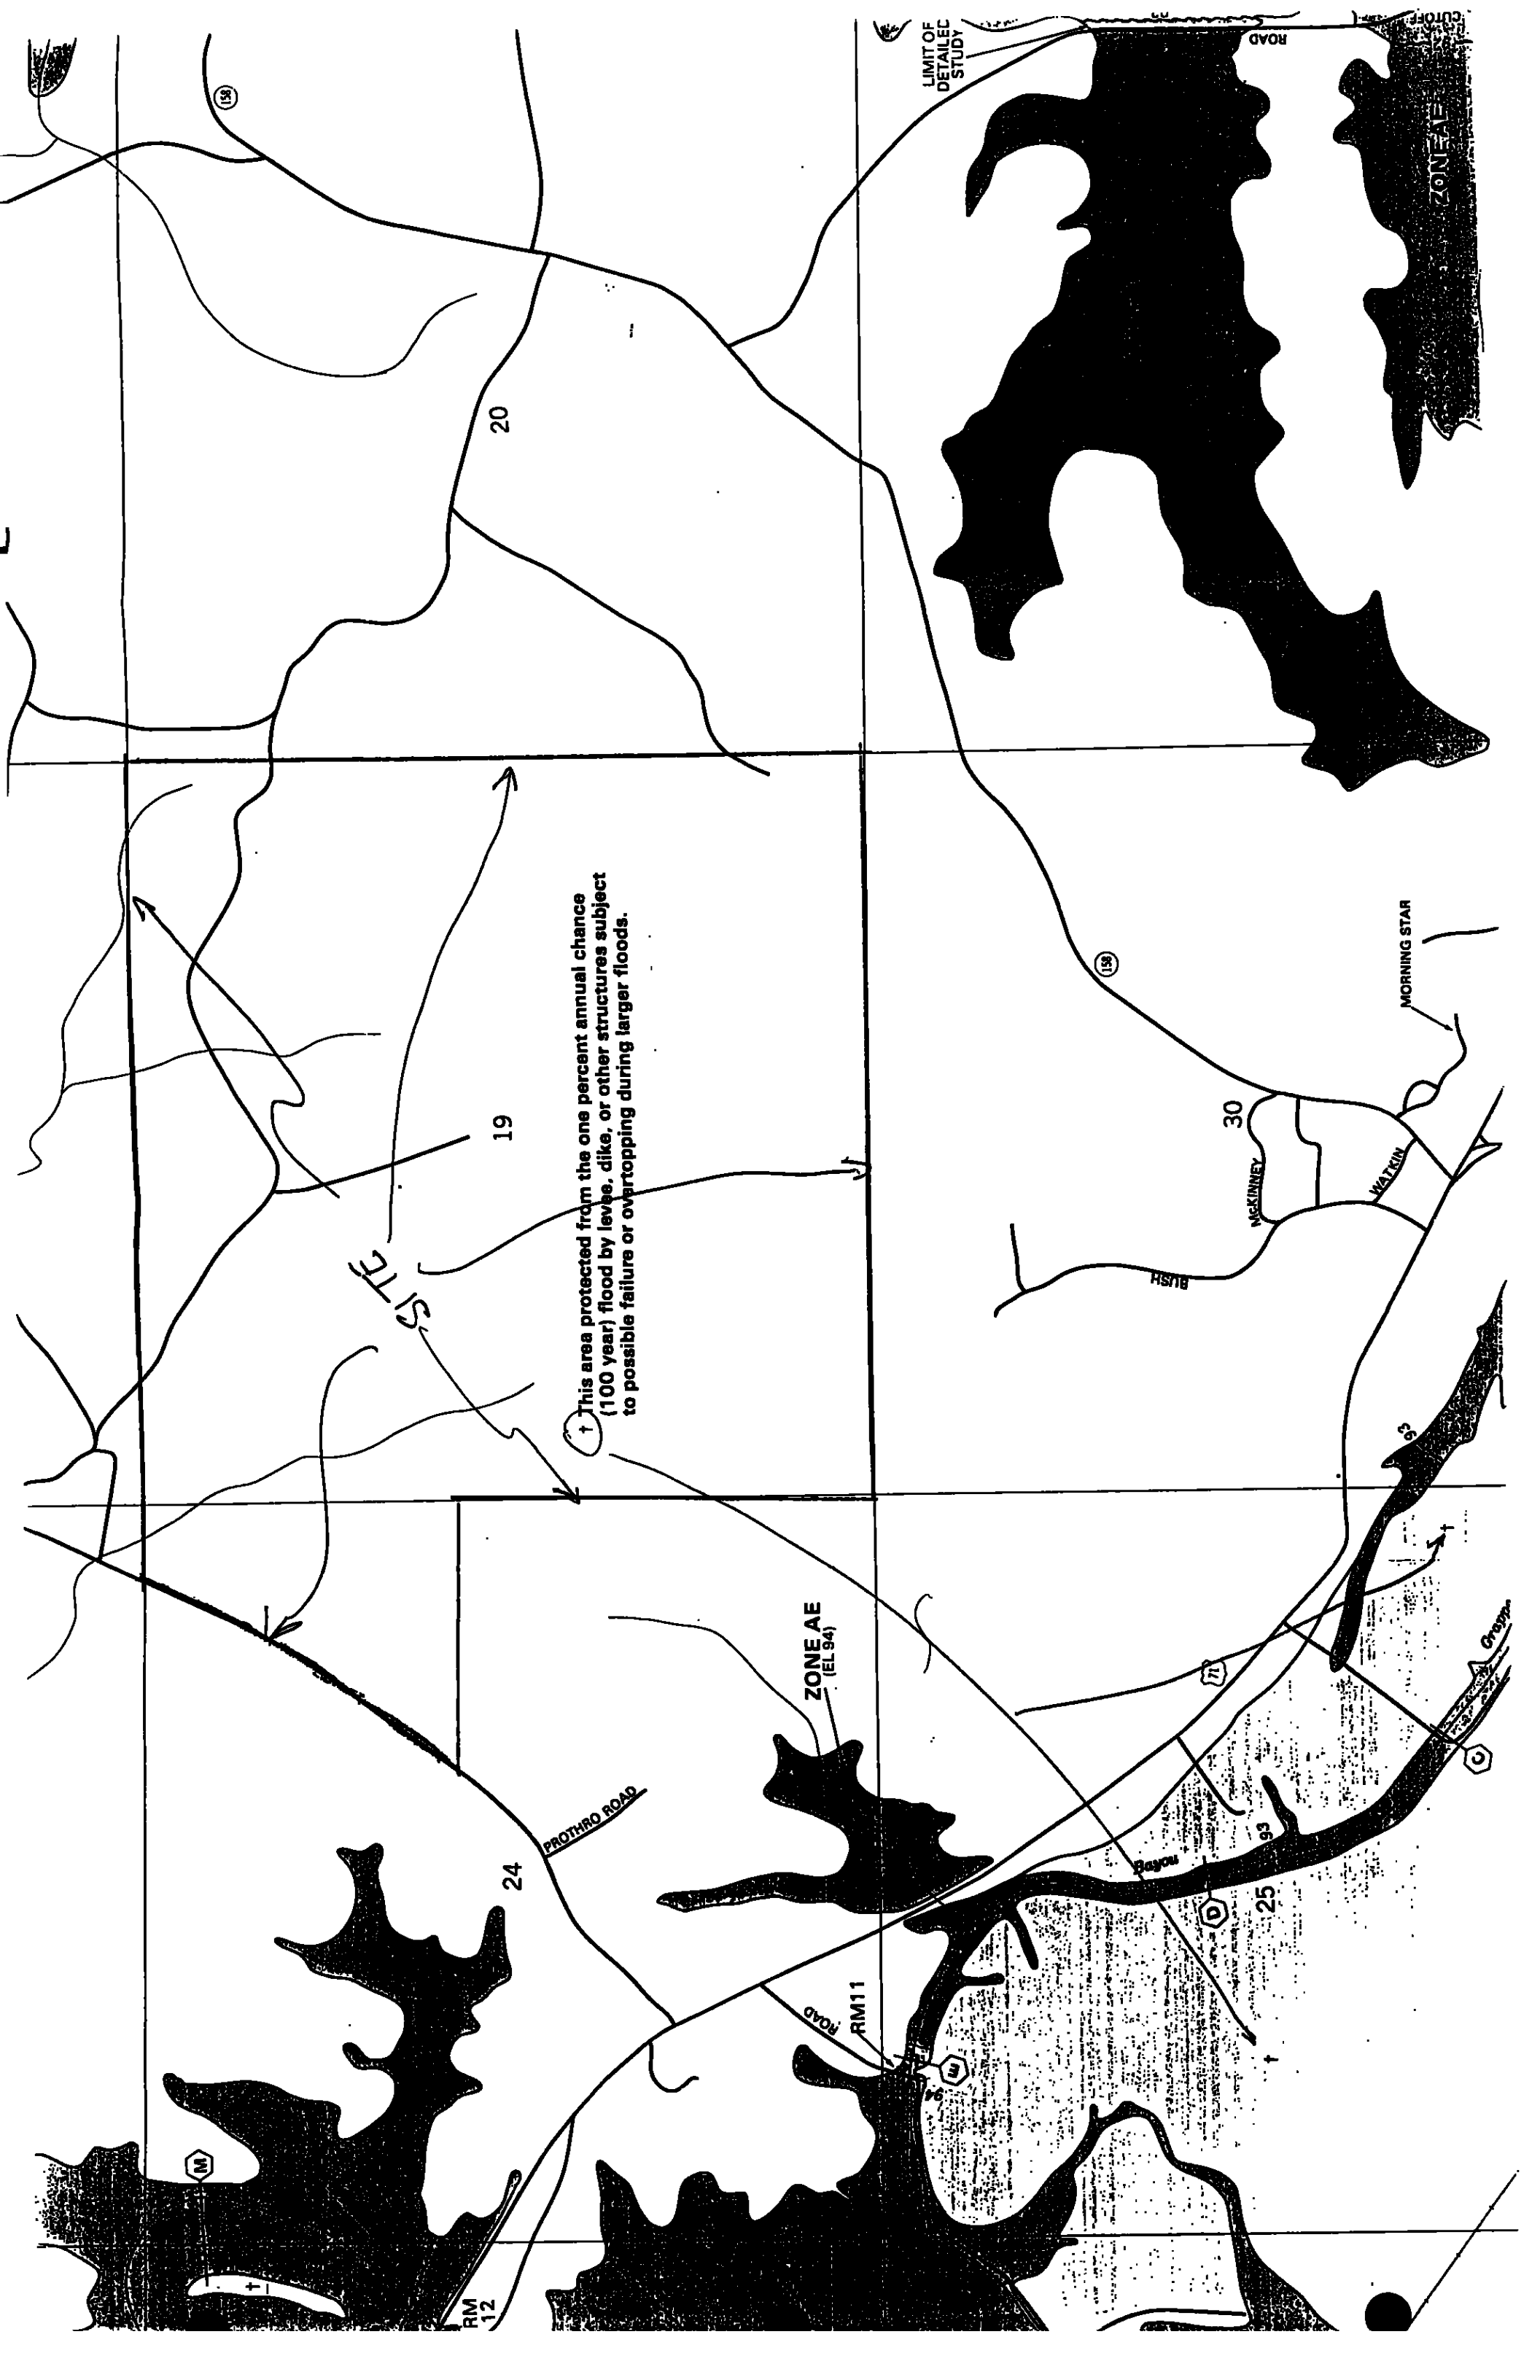 158
LIMIT OF
DETAILED
STUDY
ROAD
CUTOFF
ZONE AE
20
This area protected from the one percent annual chance
(100 year) flood by levee, dike, or other structures subject
to possible failure or overtopping during larger floods.
†
19
SITE
158
MORNING STAR
30
McKINNEY
WATKIN
BUSH
93
†
ZONE AE
(EL 94)
71
C
PROTHRO ROAD
24
Bayou
93
D
25
ROAD
RM11
E
94
†
M
†
RM
12